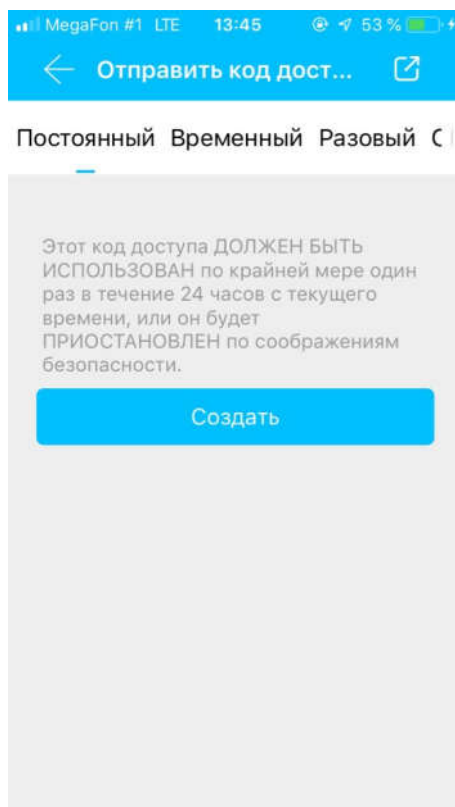 MegaFon #1 LTE 13:45 53 %
Отправить код дост...
Постоянный Временный Разовый
Этот код доступа ДОЛЖЕН БЫТЬ
ИСПОЛЬЗОВАН по крайней мере один
раз в течение 24 часов с текущего
времени, или он будет
ПРИОСТАНОВЛЕН по соображениям
безопасности.
Создать